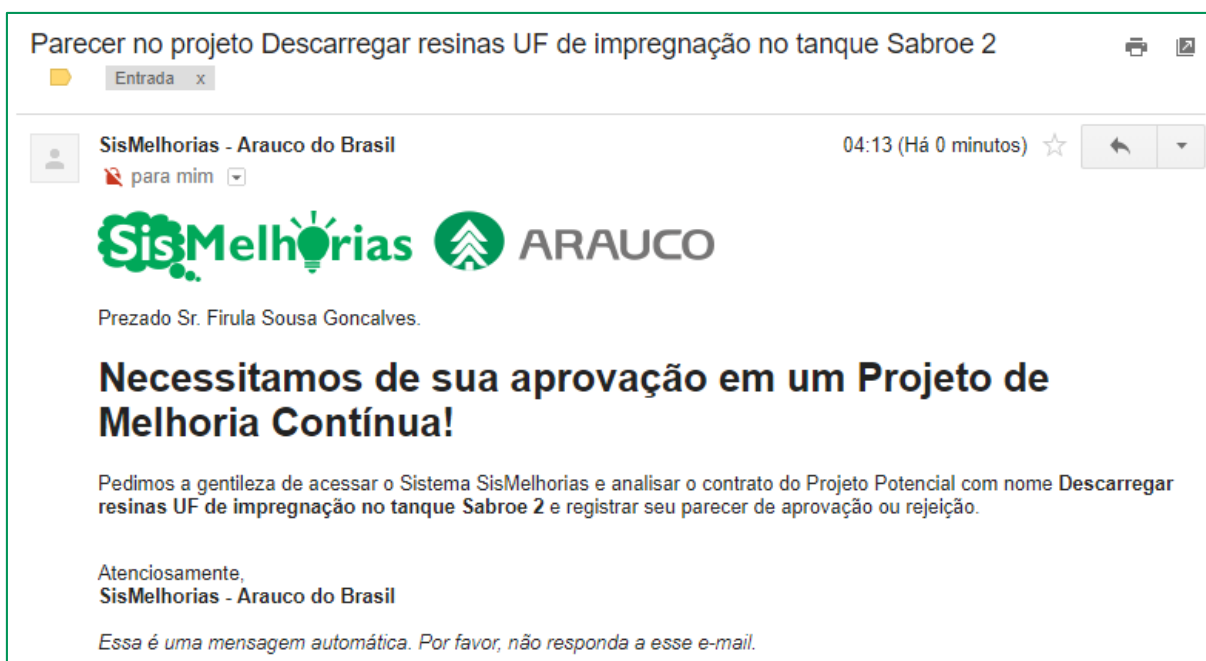 Parecer no projeto Descarregar resinas UF de impregnação no tanque Sabroe 2
Entrada x
SisMelhorias - Arauco do Brasil
04:13 (Há 0 minutos)
para mim
SisMelhorias ARAUCO
Prezado Sr. Firula Sousa Goncalves.
Necessitamos de sua aprovação em um Projeto de
Melhoria Contínua!
Pedimos a gentileza de acessar o Sistema SisMelhorias e analisar o contrato do Projeto Potencial com nome Descarregar
resinas UF de impregnação no tanque Sabroe 2 e registrar seu parecer de aprovação ou rejeição.
Atenciosamente,
SisMelhorias - Arauco do Brasil
Essa é uma mensagem automática. Por favor, não responda a esse e-mail.